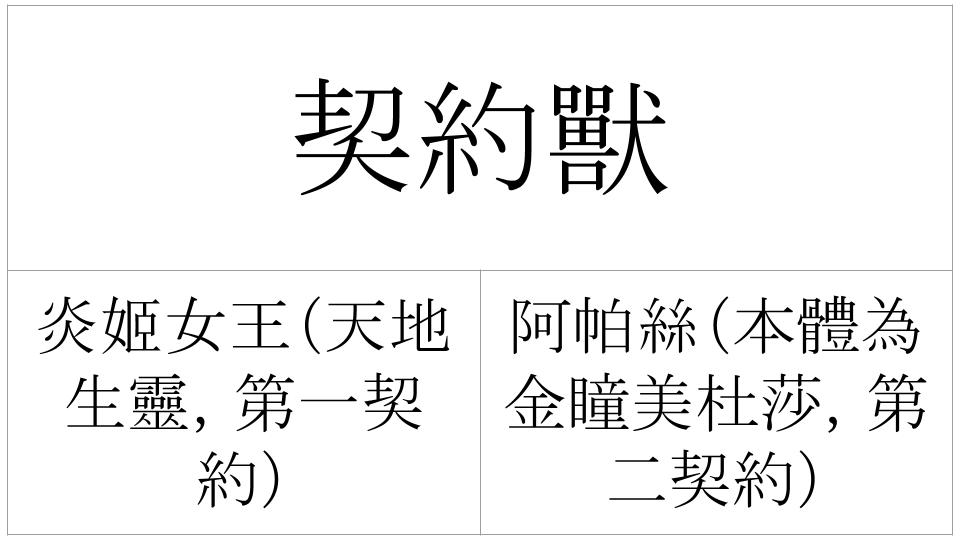 契約獸
炎姬女王(天地
生靈, 第一契
約)
阿帕絲(本體為
金瞳美杜莎, 第
二契約)